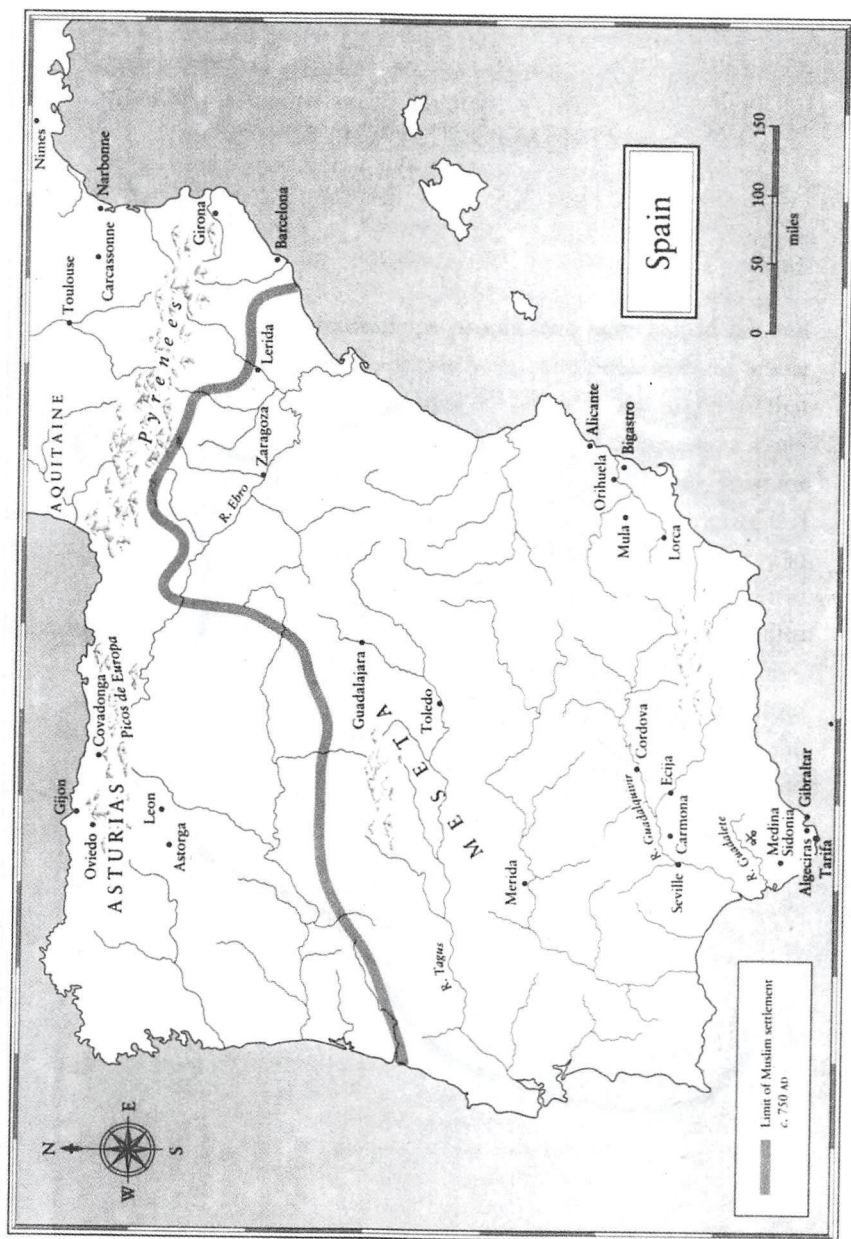 Spain
0 50 100 150
miles
N
W E
S
Limit of Muslim settlement
c. 750 AD
Nimes
Narbonne
Toulouse
Carcassonne
AQUITAINE
Pyrenees
Girona
Barcelona
Lerida
Zaragoza
R. Ebro
Gijon
Oviedo
Covadonga
Picos de Europa
ASTURIAS
Leon
Astorga
Guadalajara
Toledo
MESETA
R. Tagus
Merida
Alicante
Bigastro
Orihuela
Mula
Lorca
Cordova
R. Guadalquivir
Ecija
Carmona
Seville
R. Guadalete
Medina
Sidonia
Algeciras
Gibraltar
Tarifa